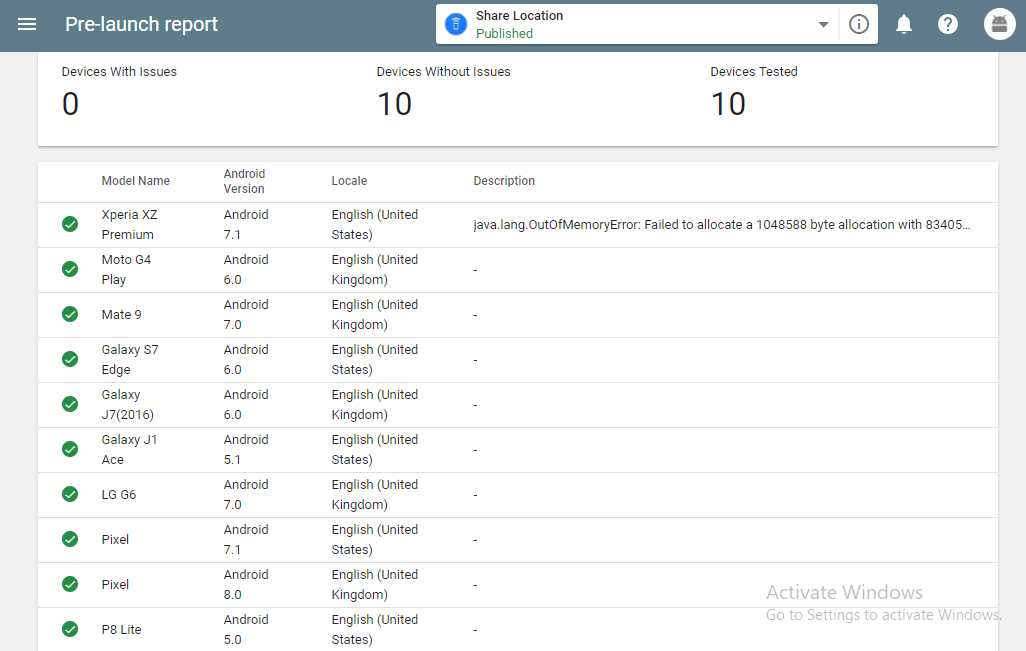 Pre-launch report
Share Location
Published
Devices With Issues
Devices Without Issues
Devices Tested
0
10
10
Model Name
Android
Version
Locale
Description
Xperia XZ
Premium
Android
7.1
English (United
States)
java.lang.OutOfMemoryError: Failed to allocate a 1048588 byte allocation with 83405...
Moto G4
Play
Android
6.0
English (United
Kingdom)
-
Mate 9
Android
7.0
English (United
Kingdom)
-
Galaxy S7
Edge
Android
6.0
English (United
States)
-
Galaxy
J7(2016)
Android
6.0
English (United
Kingdom)
-
Galaxy J1
Ace
Android
5.1
English (United
States)
-
LG G6
Android
7.0
English (United
Kingdom)
-
Pixel
Android
7.1
English (United
States)
-
Pixel
Android
8.0
English (United
Kingdom)
-
P8 Lite
Android
5.0
English (United
States)
-
Activate Windows
Go to Settings to activate Windows.